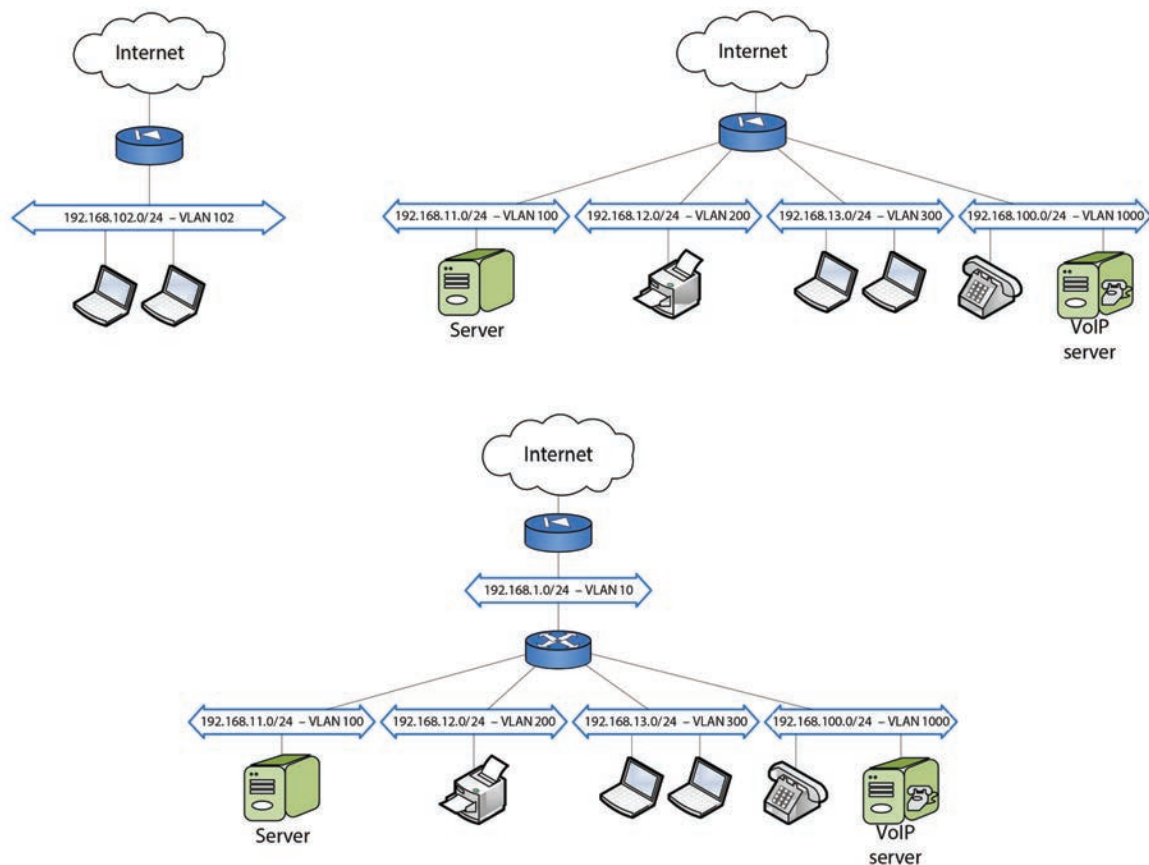 Internet
192.168.102.0/24 – VLAN 102
Internet
192.168.11.0/24 – VLAN 100
192.168.12.0/24 – VLAN 200
192.168.13.0/24 – VLAN 300
192.168.100.0/24 – VLAN 1000
Server
VoIP
server
Internet
192.168.1.0/24 – VLAN 10
192.168.11.0/24 – VLAN 100
192.168.12.0/24 – VLAN 200
192.168.13.0/24 – VLAN 300
192.168.100.0/24 – VLAN 1000
Server
VoIP
server